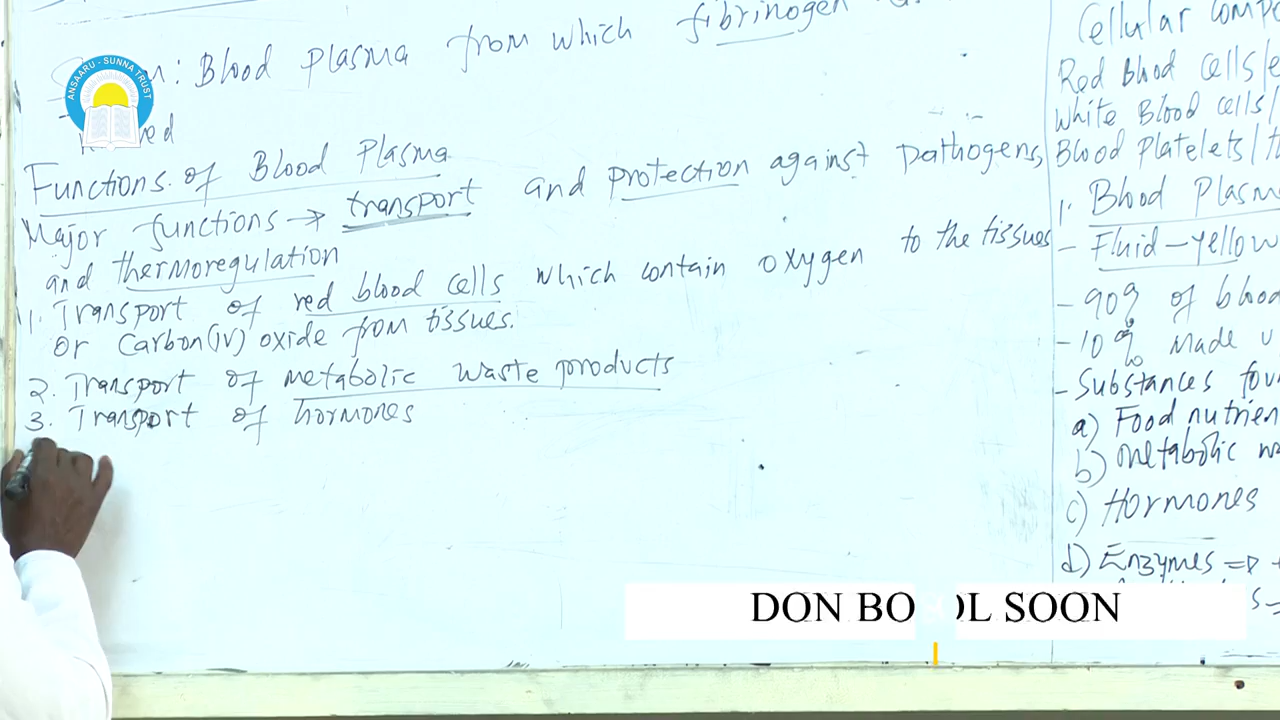 : Blood plasma from which fibrinogen
Functions of Blood Plasma
Major functions → transport and protection against pathogens,
and thermoregulation
1. Transport of red blood cells which contain oxygen to the tissues
or carbon(iv) oxide from tissues.
2. Transport of metabolic waste products
3. Transport of hormones
Cellular
Red Blood cells/
White Blood cells/
Blood Platelets/
1. Blood Plasma
- Fluid-yellow
- 90% of blood
- 10% made
- Substances
a) Food
b) metabolic
c) Hormones
d) Enzymes ⇒
ANSAARU - SUNNA TRUST
DON BO
OL SOON